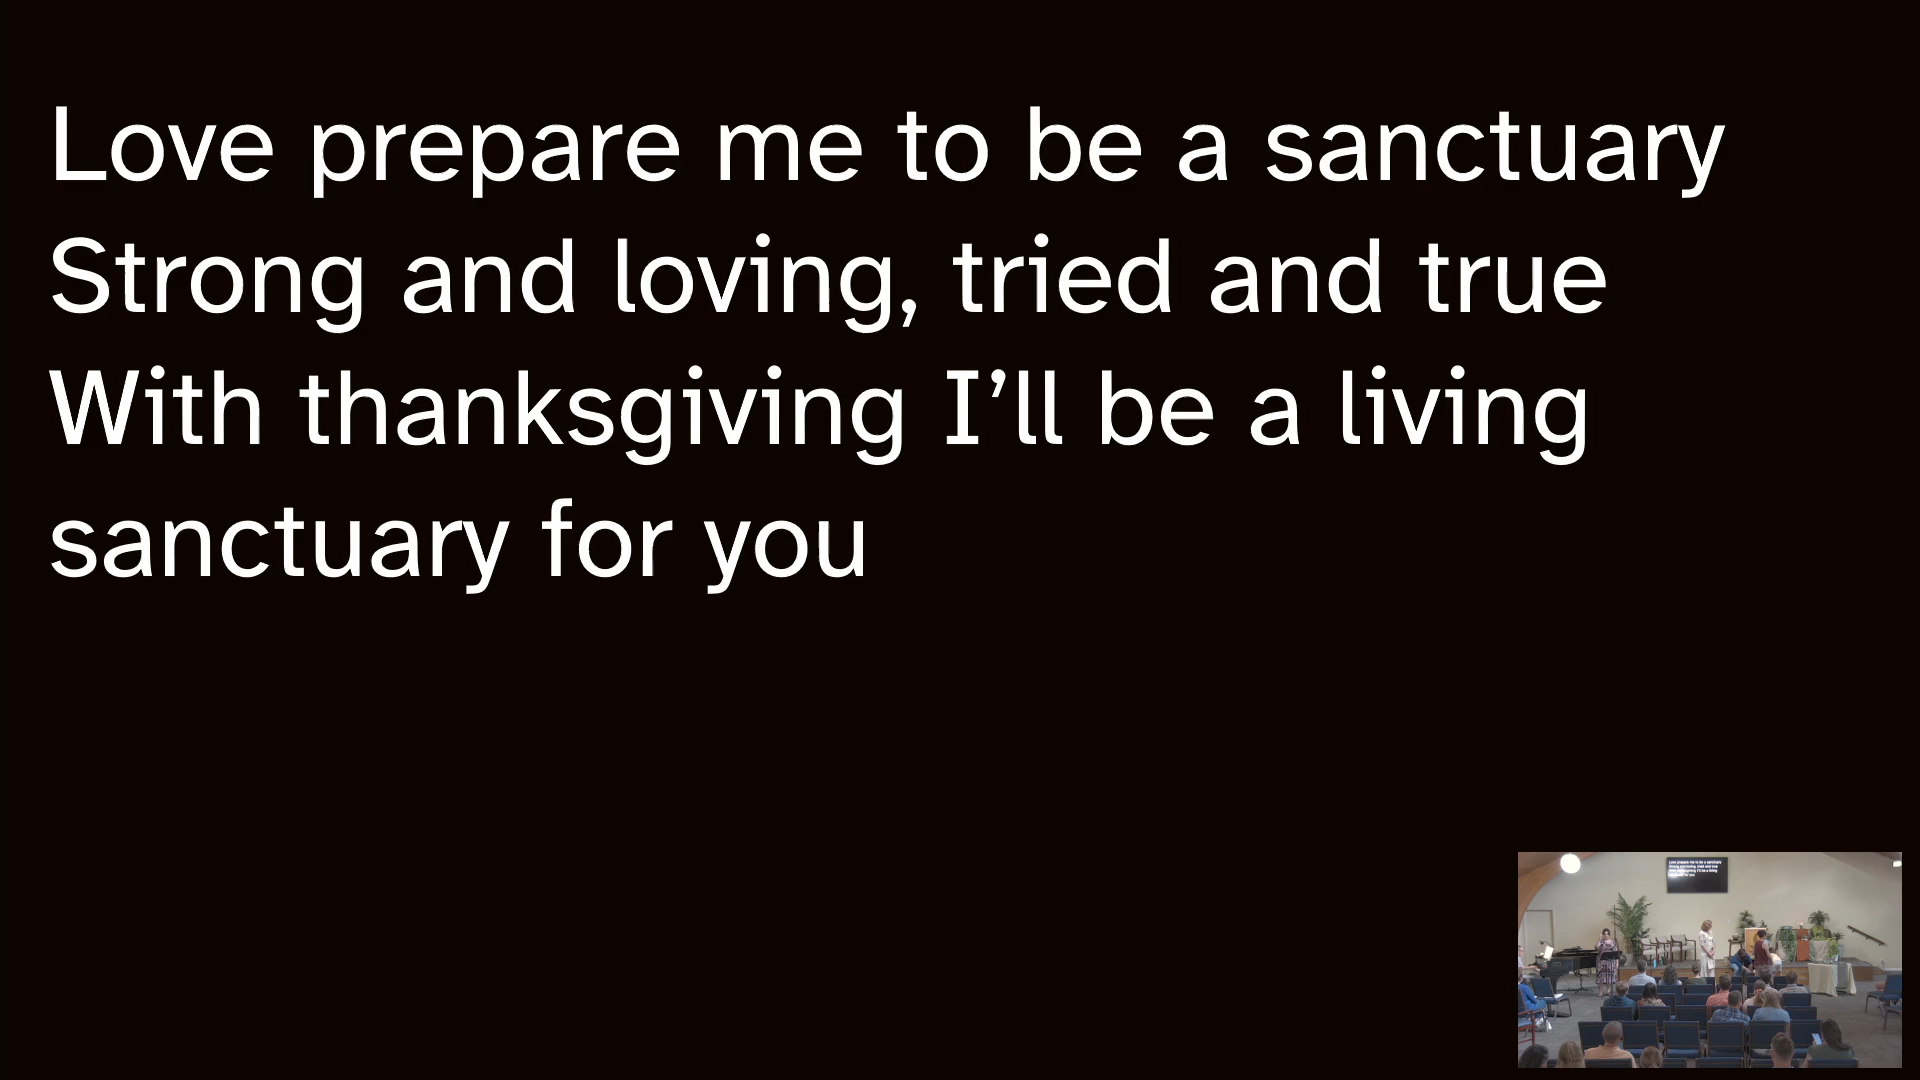 Love prepare me to be a sanctuary
Strong and loving, tried and true
With thanksgiving I’ll be a living
sanctuary for you